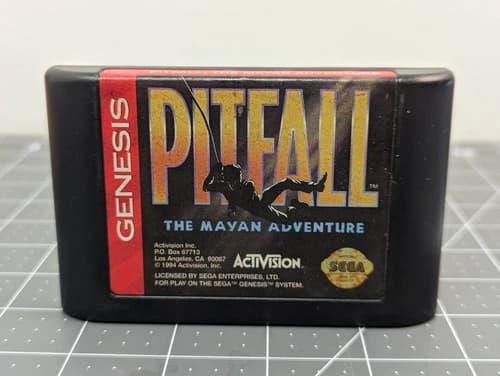 GENESIS
PITFALL
TM
THE MAYAN ADVENTURE
Activision Inc.
P.O. Box 67713
Los Angeles, CA 90067
© 1994 Activision, Inc.
ACTIVISION.
SEGA
LICENSED BY SEGA ENTERPRISES, LTD.
FOR PLAY ON THE SEGA™ GENESIS™ SYSTEM.